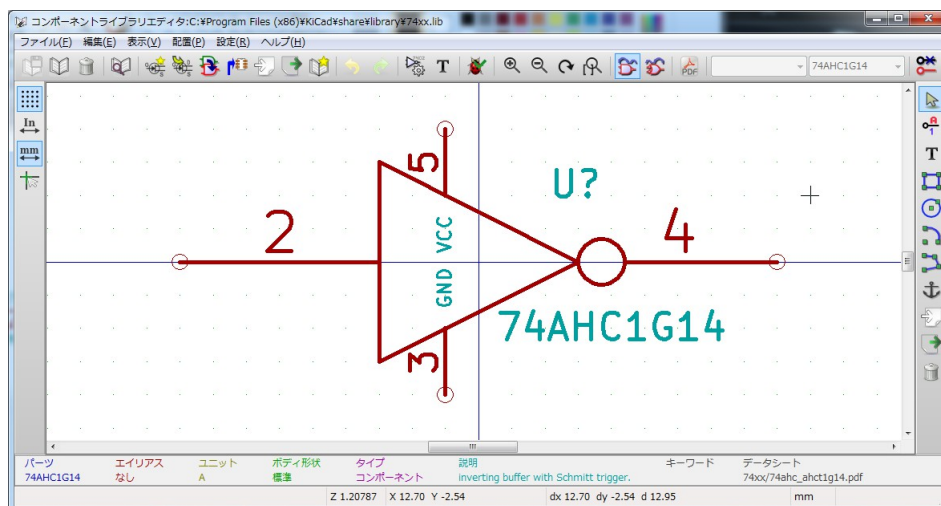 コンポーネントライブラリエディタ:C:¥Program Files (x86)¥KiCad¥share¥library¥74xx.lib
ファイル(F) 編集(E) 表示(V) 配置(P) 設定(R) ヘルプ(H)
T PDF 74AHC1G14
In
mm
A
1
T
5
U?
2
VCC
4
GND
74AHC1G14
3
パーツ エイリアス ユニット ボディ形状 タイプ 説明 キーワード データシート
74AHC1G14 なし A 標準 コンポーネント inverting buffer with Schmitt trigger. 74xx/74ahc_ahct1g14.pdf
Z 1.20787 X 12.70 Y -2.54 dx 12.70 dy -2.54 d 12.95 mm